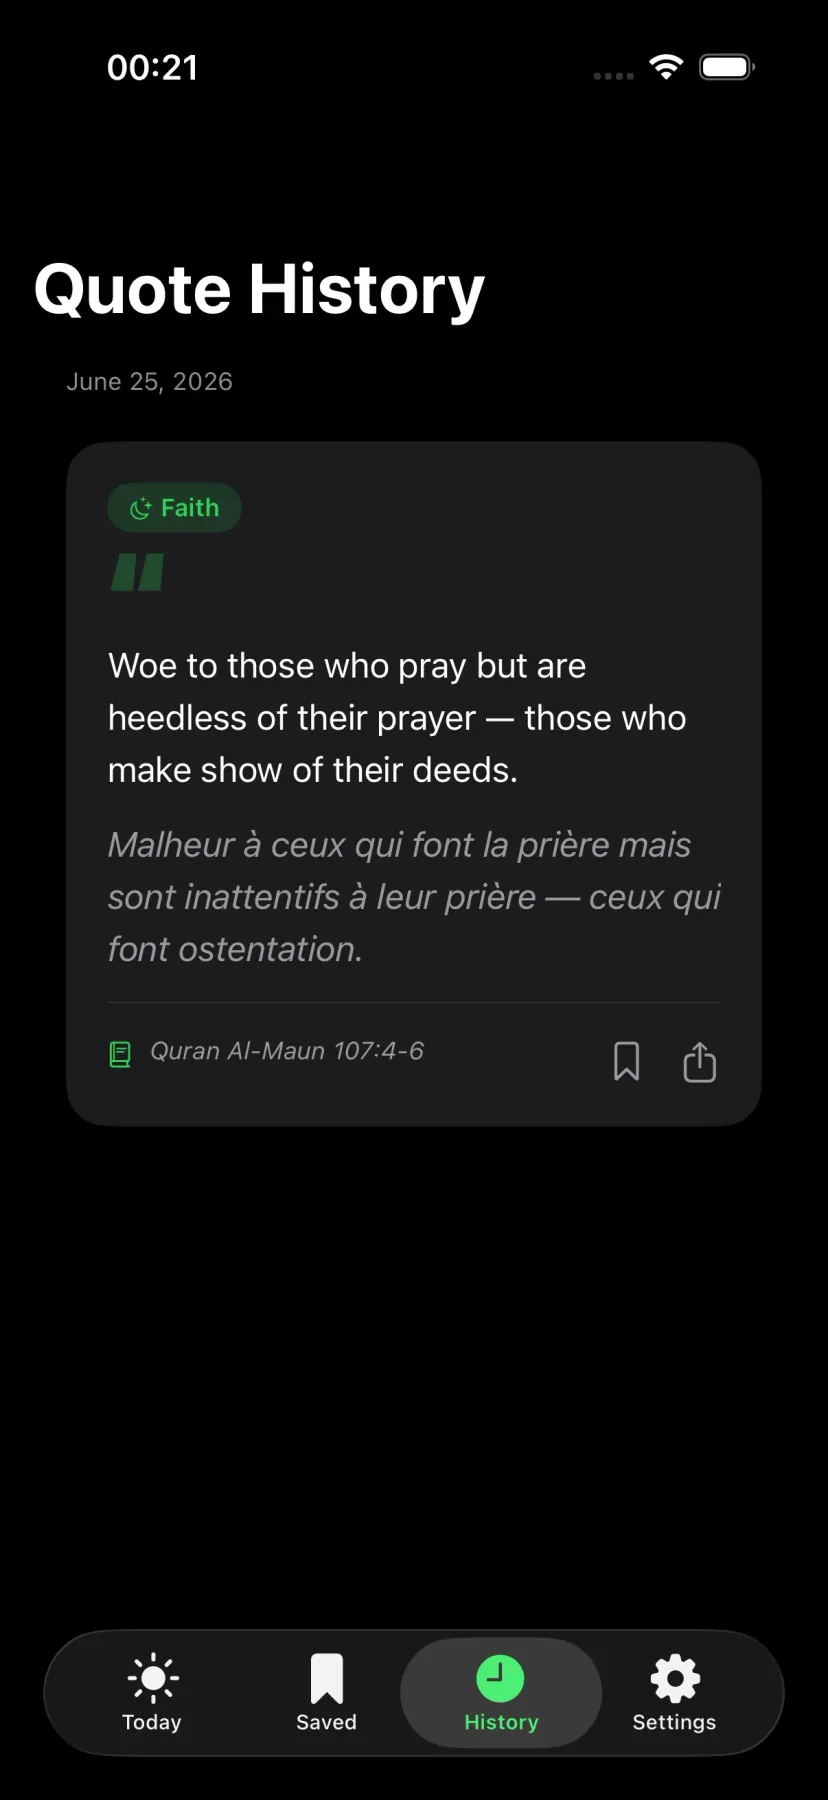 00:21
Quote History
June 25, 2026
Faith
"
Woe to those who pray but are
heedless of their prayer — those who
make show of their deeds.
Malheur à ceux qui font la prière mais
sont inattentifs à leur prière — ceux qui
font ostentation.
Quran Al-Maun 107:4-6
Today
Saved
History
Settings